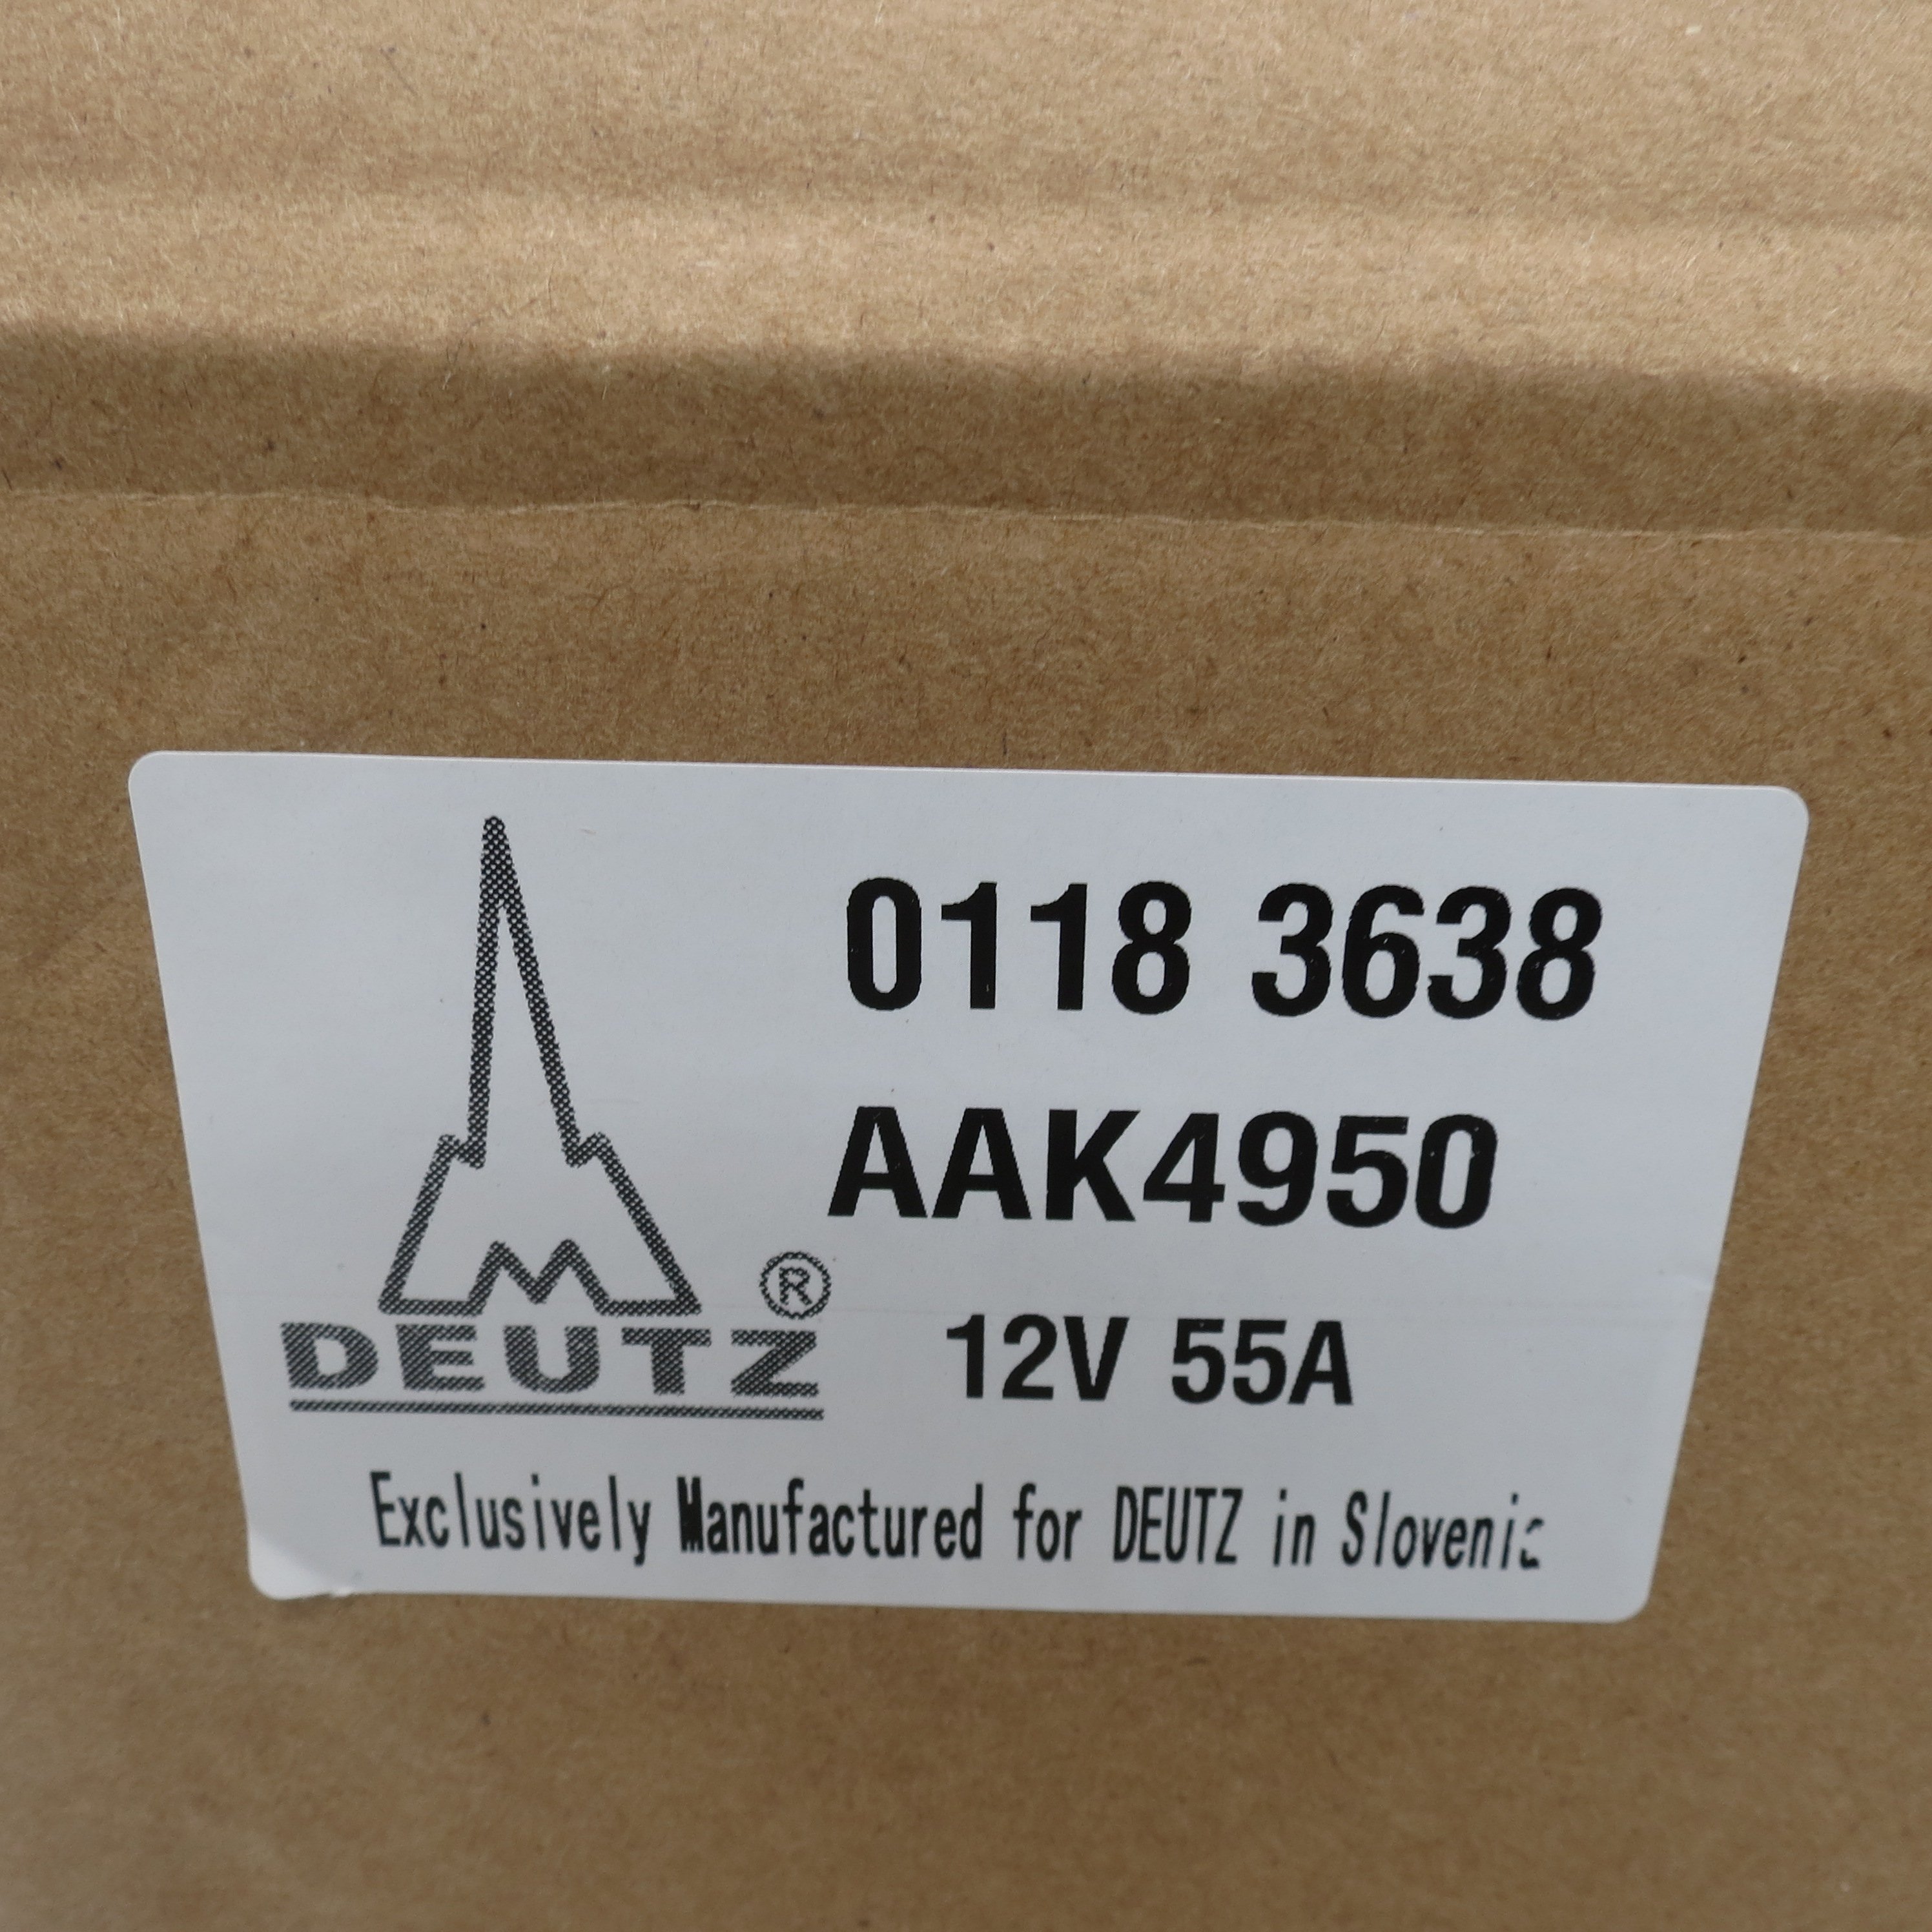 0118 3638
AAK4950
®
DEUTZ
12V 55A
Exclusively Manufactured for DEUTZ in Slovenia